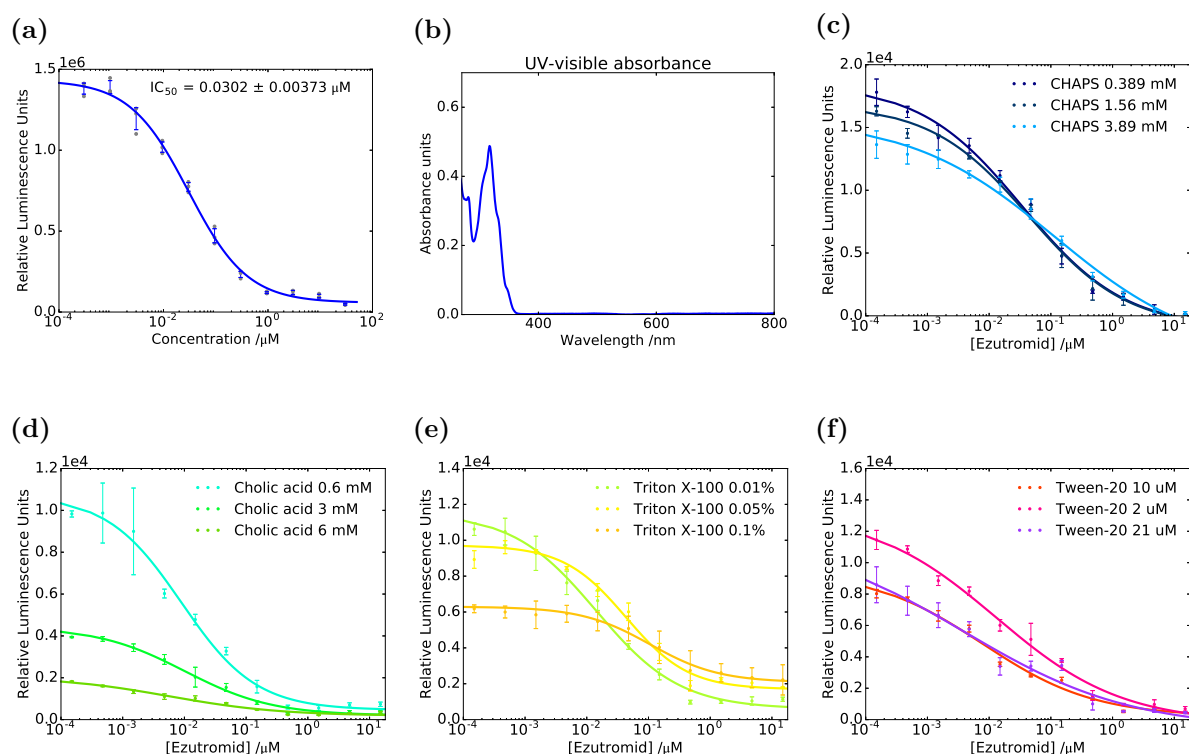 (a)
1e6
Relative Luminescence Units
1.5
1.0
0.5
0.0
IC50 = 0.0302 ± 0.00373 μM
10^-4
10^-2
10^0
10^2
Concentration /μM
(b)
UV-visible absorbance
Absorbance units
0.6
0.4
0.2
0.0
400
600
800
Wavelength /nm
(c)
1e4
Relative Luminescence Units
2.0
1.5
1.0
0.5
0.0
CHAPS 0.389 mM
CHAPS 1.56 mM
CHAPS 3.89 mM
10^-4
10^-3
10^-2
10^-1
10^0
10^1
[Ezutromid] /μM
(d)
1e4
Relative Luminescence Units
1.2
1.0
0.8
0.6
0.4
0.2
0.0
Cholic acid 0.6 mM
Cholic acid 3 mM
Cholic acid 6 mM
10^-4
10^-3
10^-2
10^-1
10^0
10^1
[Ezutromid] /μM
(e)
1e4
Relative Luminescence Units
1.4
1.2
1.0
0.8
0.6
0.4
0.2
0.0
Triton X-100 0.01%
Triton X-100 0.05%
Triton X-100 0.1%
10^-4
10^-3
10^-2
10^-1
10^0
10^1
[Ezutromid] /μM
(f)
1e4
Relative Luminescence Units
1.6
1.4
1.2
1.0
0.8
0.6
0.4
0.2
0.0
Tween-20 10 uM
Tween-20 2 uM
Tween-20 21 uM
10^-4
10^-3
10^-2
10^-1
10^0
10^1
[Ezutromid] /μM